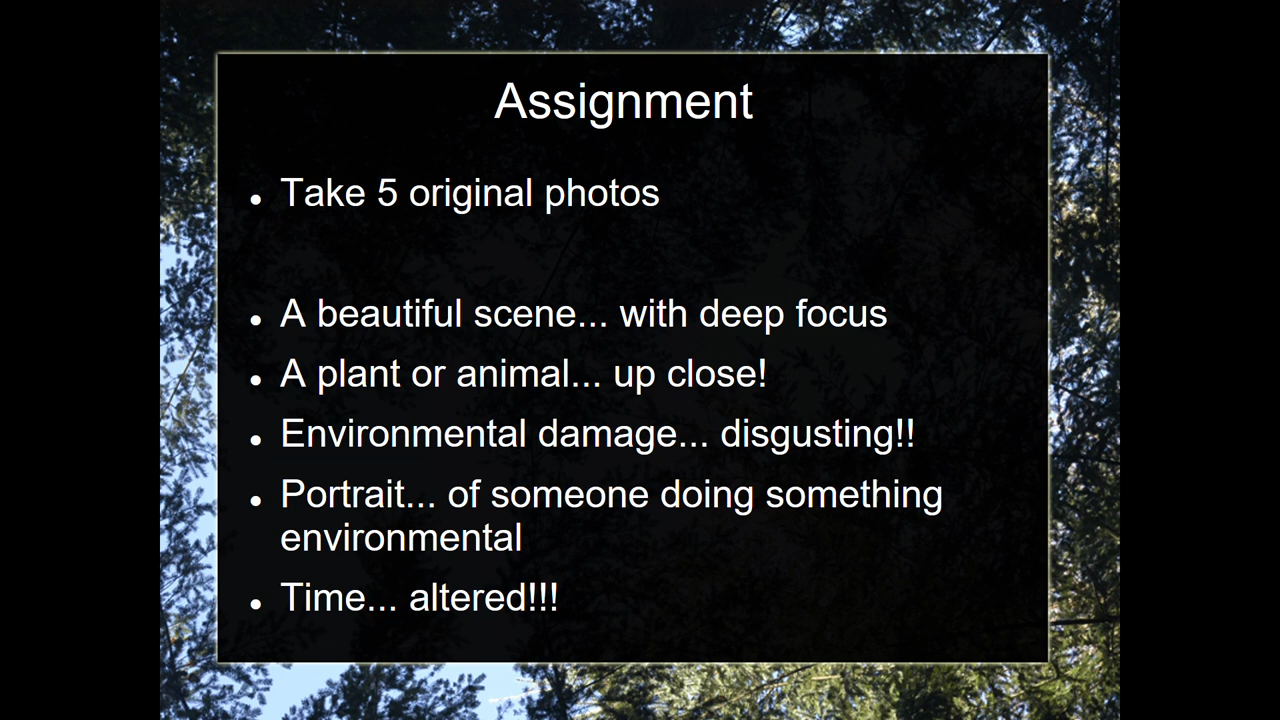 Assignment
• Take 5 original photos
• A beautiful scene... with deep focus
• A plant or animal... up close!
• Environmental damage... disgusting!!
• Portrait... of someone doing something
environmental
• Time... altered!!!